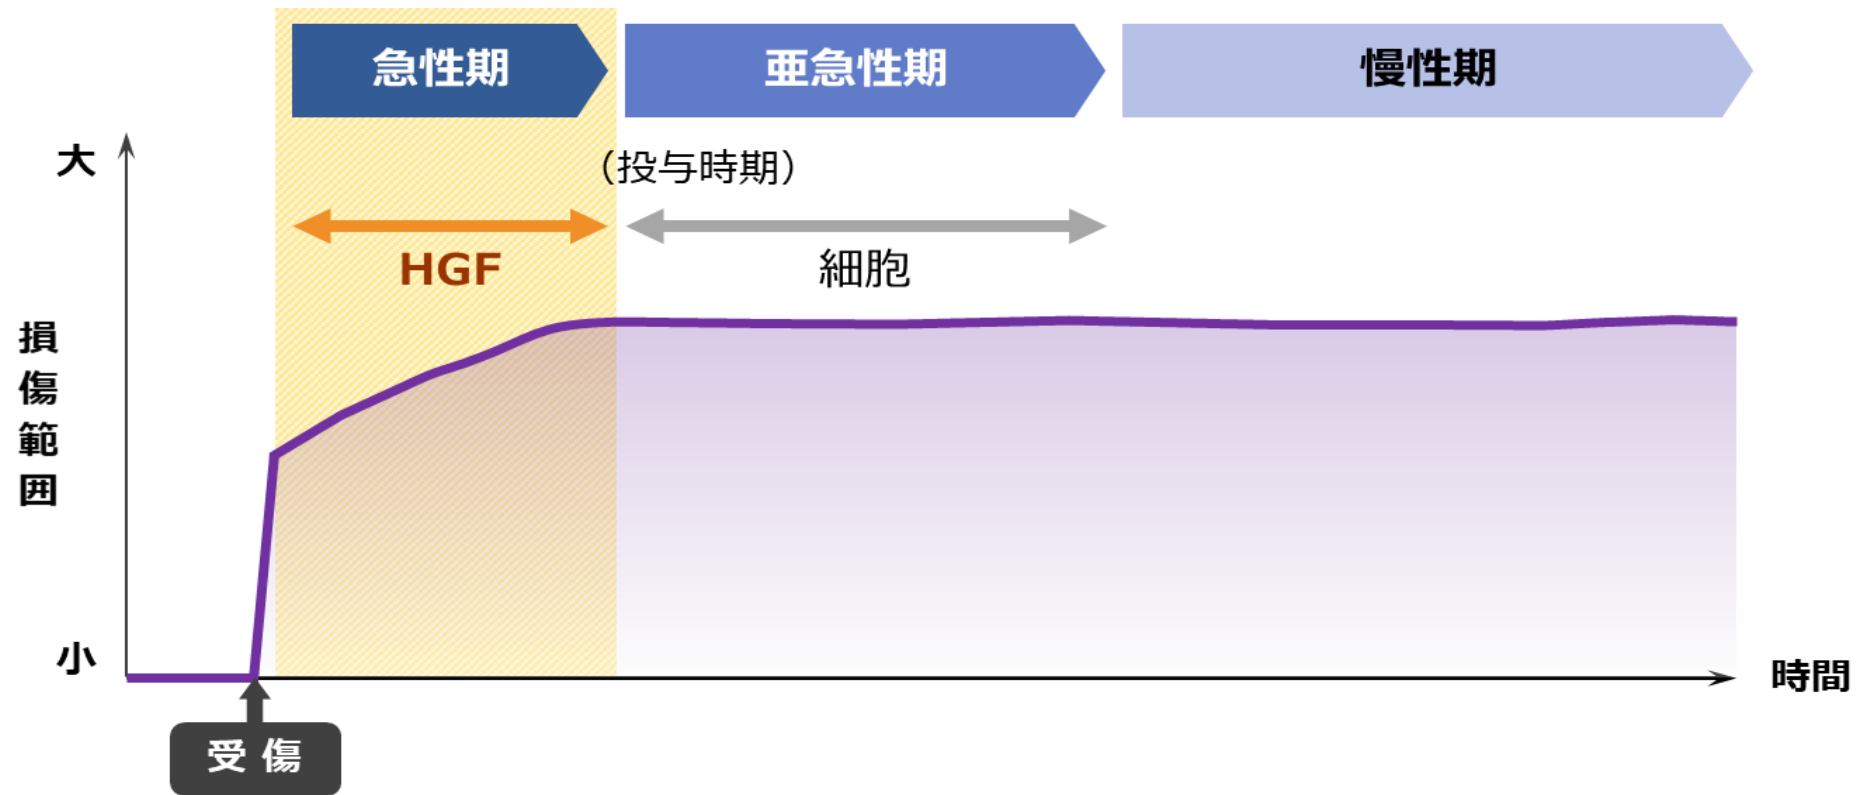 急性期
亜急性期
慢性期
大
（投与時期）
HGF
細胞
損傷範囲
小
時間
受 傷